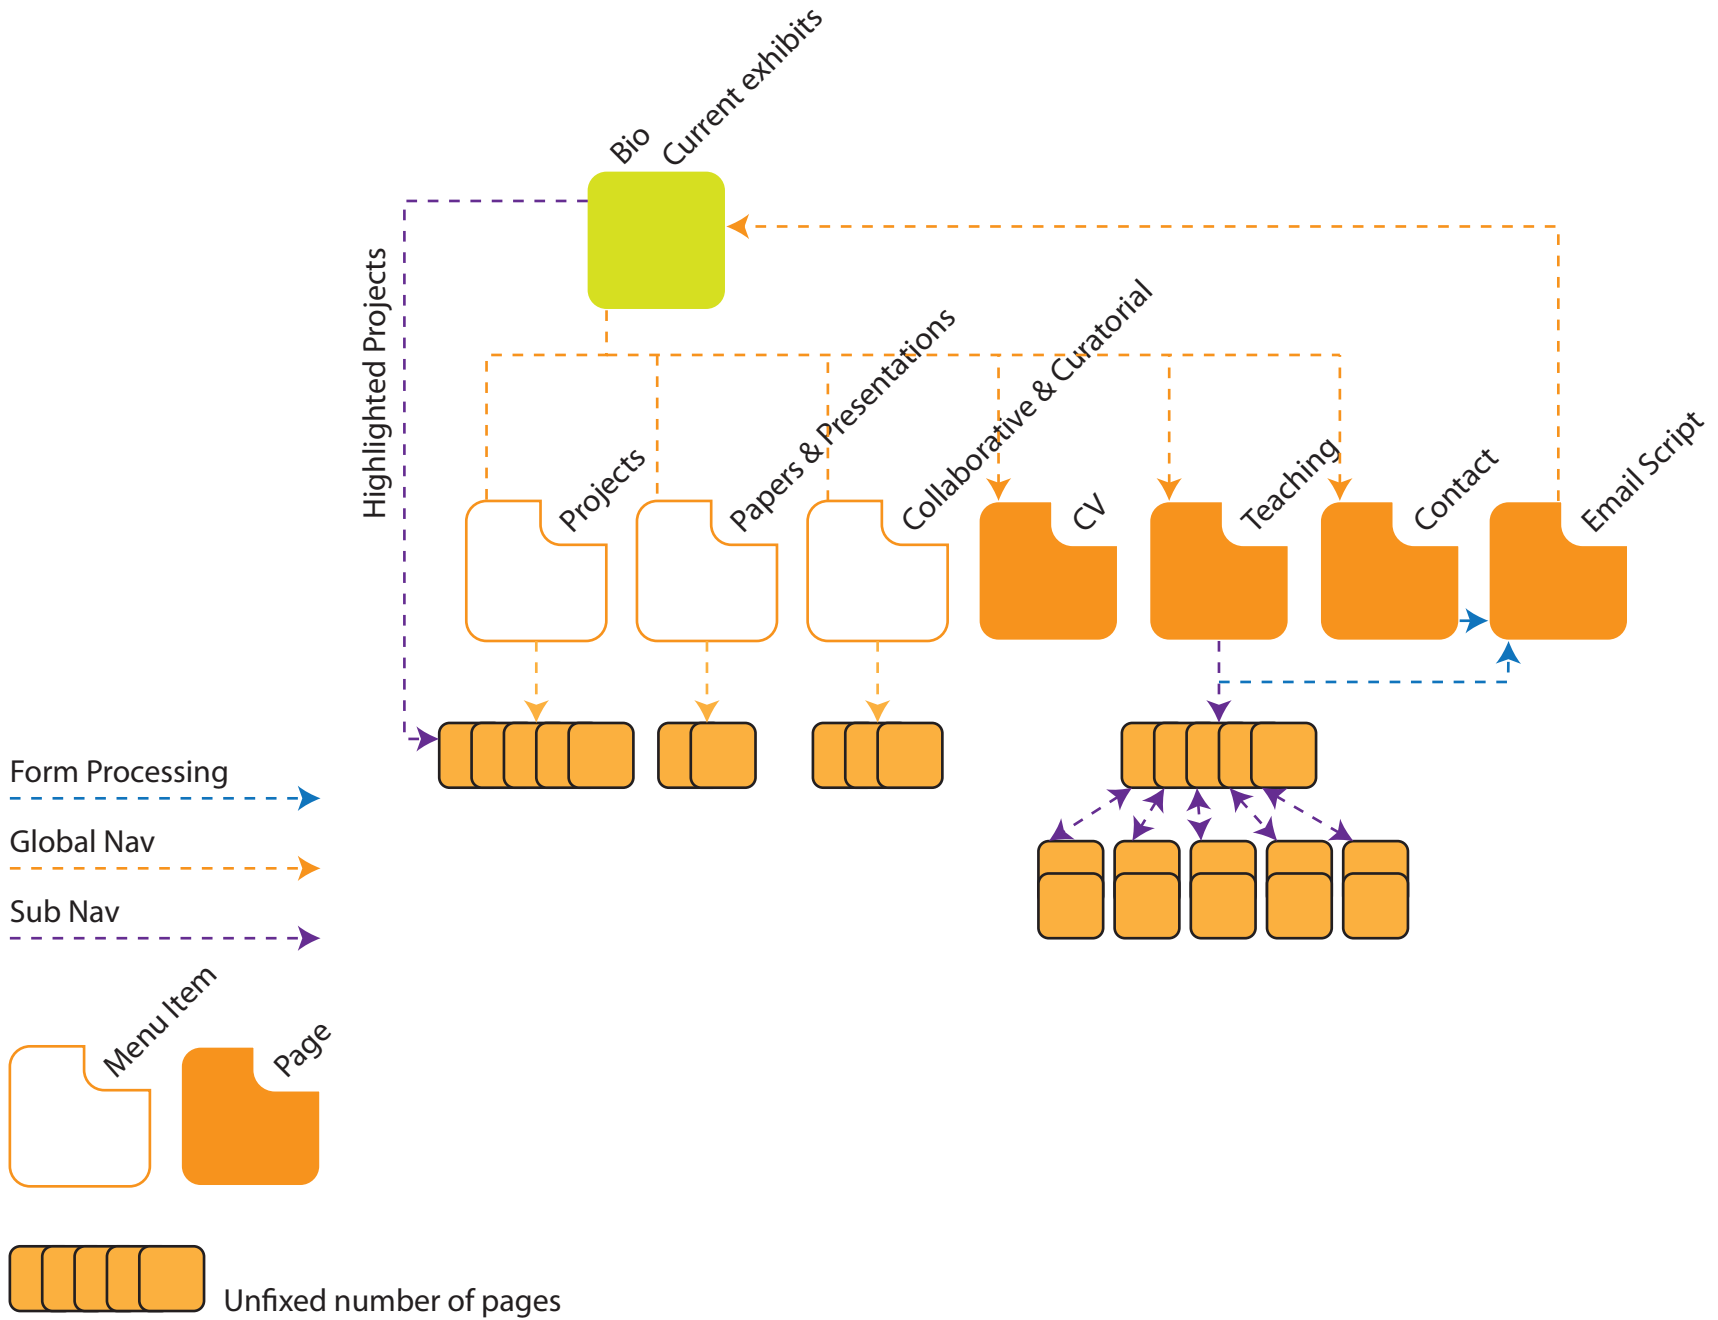 Bio
Current exhibits
Highlighted Projects
Projects
Papers & Presentations
Collaborative & Curatorial
CV
Teaching
Contact
Email Script
Form Processing
Global Nav
Sub Nav
Menu Item
Page
Unfixed number of pages